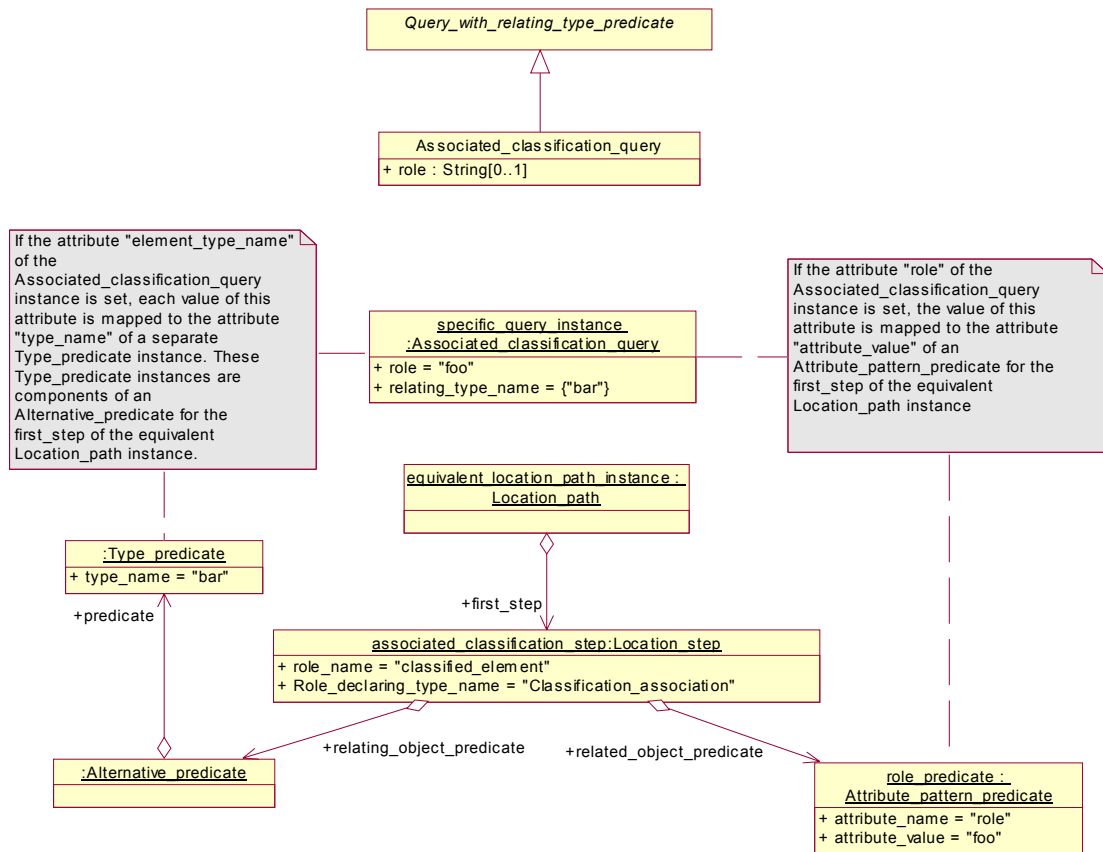 Query_with_relating_type_predicate
Associated_classification_query
+ role : String[0..1]
If the attribute "element_type_name"
of the
Associated_classification_query
instance is set, each value of this
attribute is mapped to the attribute
"type_name" of a separate
Type_predicate instance. These
Type_predicate instances are
components of an
Alternative_predicate for the
first_step of the equivalent
Location_path instance.
specific_query_instance
:Associated_classification_query
+ role = "foo"
+ relating_type_name = {"bar"}
If the attribute "role" of the
Associated_classification_query
instance is set, the value of this
attribute is mapped to the attribute
"attribute_value" of an
Attribute_pattern_predicate for the
first_step of the equivalent
Location_path instance
equivalent_location_path_instance :
Location_path
:Type_predicate
+ type_name = "bar"
+predicate
+first_step
associated_classification_step:Location_step
+ role_name = "classified_element"
+ Role_declaring_type_name = "Classification_association"
+relating_object_predicate
+related_object_predicate
:Alternative_predicate
role_predicate :
Attribute_pattern_predicate
+ attribute_name = "role"
+ attribute_value = "foo"